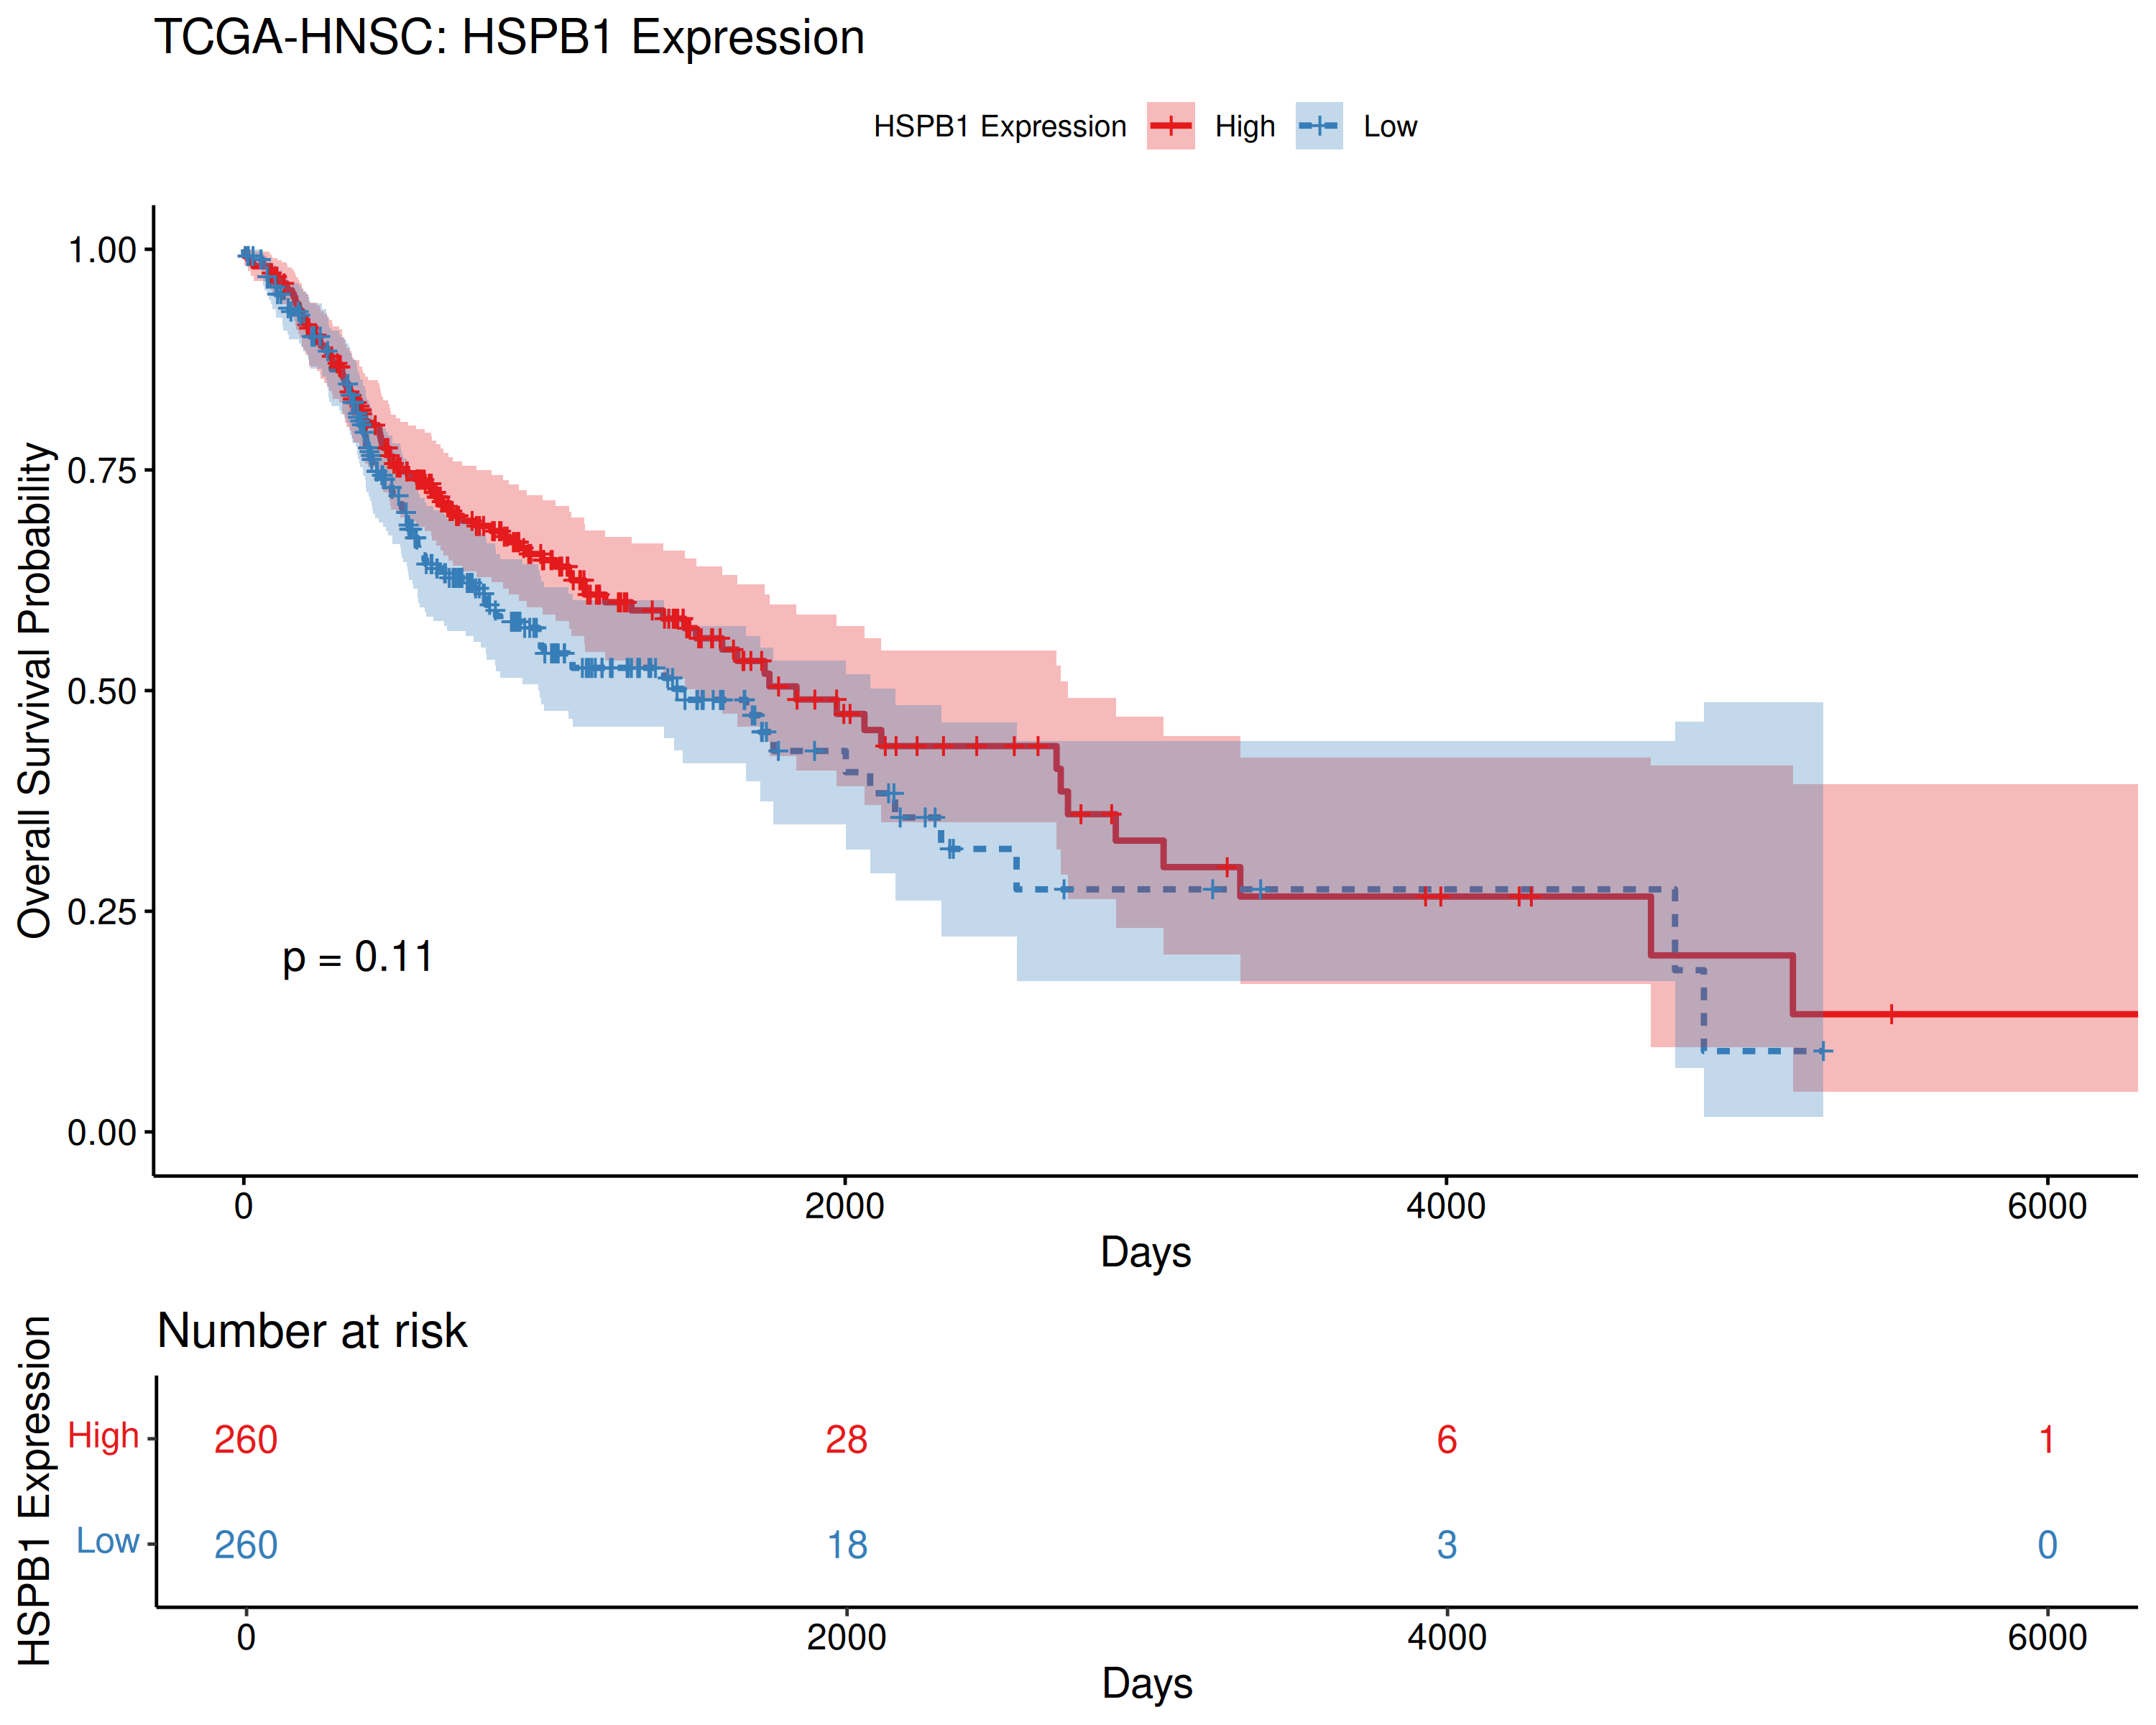 TCGA-HNSC: HSPB1 Expression
HSPB1 Expression High Low
Overall Survival Probability
1.00
0.75
0.50
0.25
0.00
p = 0.11
0 2000 4000 6000
Days
Number at risk
HSPB1 Expression
High 260 28 6 1
Low 260 18 3 0
0 2000 4000 6000
Days